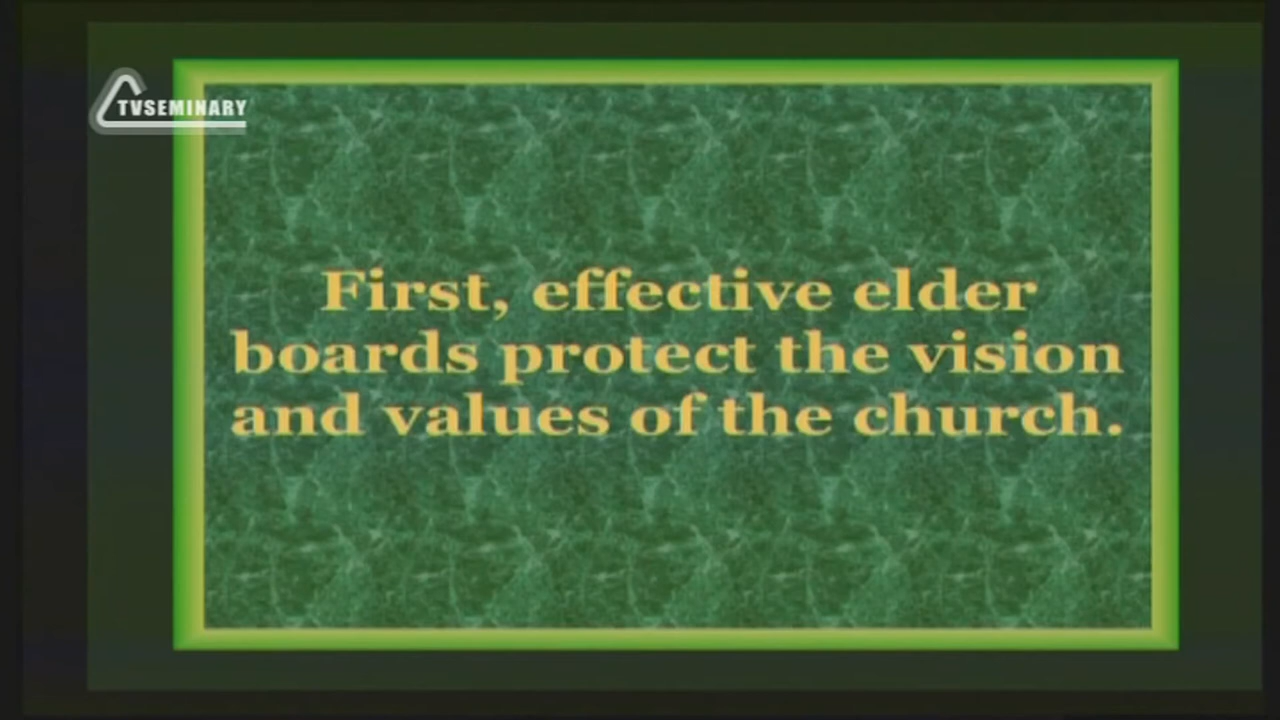 TVSEMINARY
First, effective elder
boards protect the vision
and values of the church.